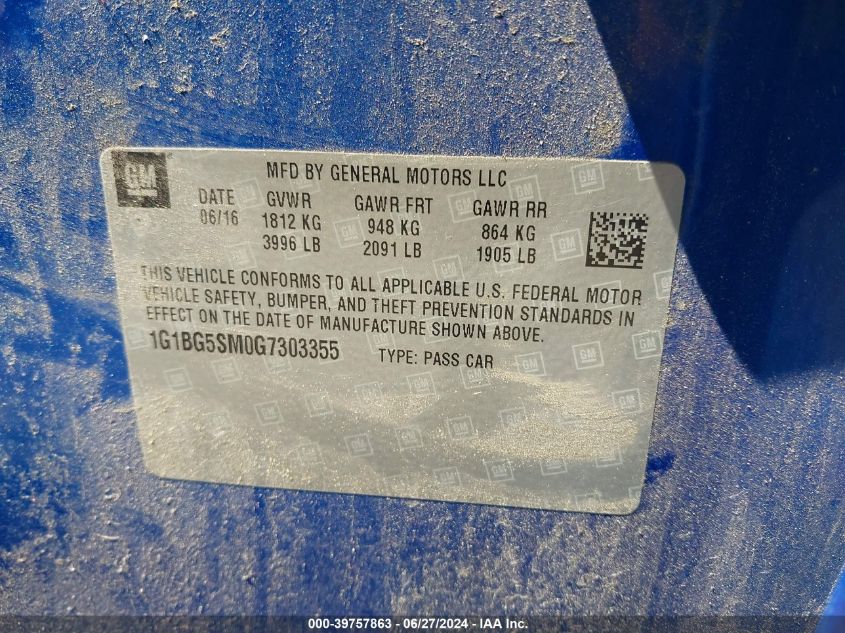 GM
MFD BY GENERAL MOTORS LLC
DATE GVWR GAWR FRT GAWR RR
06/16 1812 KG 948 KG 864 KG
3996 LB 2091 LB 1905 LB
THIS VEHICLE CONFORMS TO ALL APPLICABLE U.S. FEDERAL MOTOR
VEHICLE SAFETY, BUMPER, AND THEFT PREVENTION STANDARDS IN
EFFECT ON THE DATE OF MANUFACTURE SHOWN ABOVE.
1G1BG5SM0G7303355 TYPE: PASS CAR
000-39757863 - 06/27/2024 - IAA Inc.